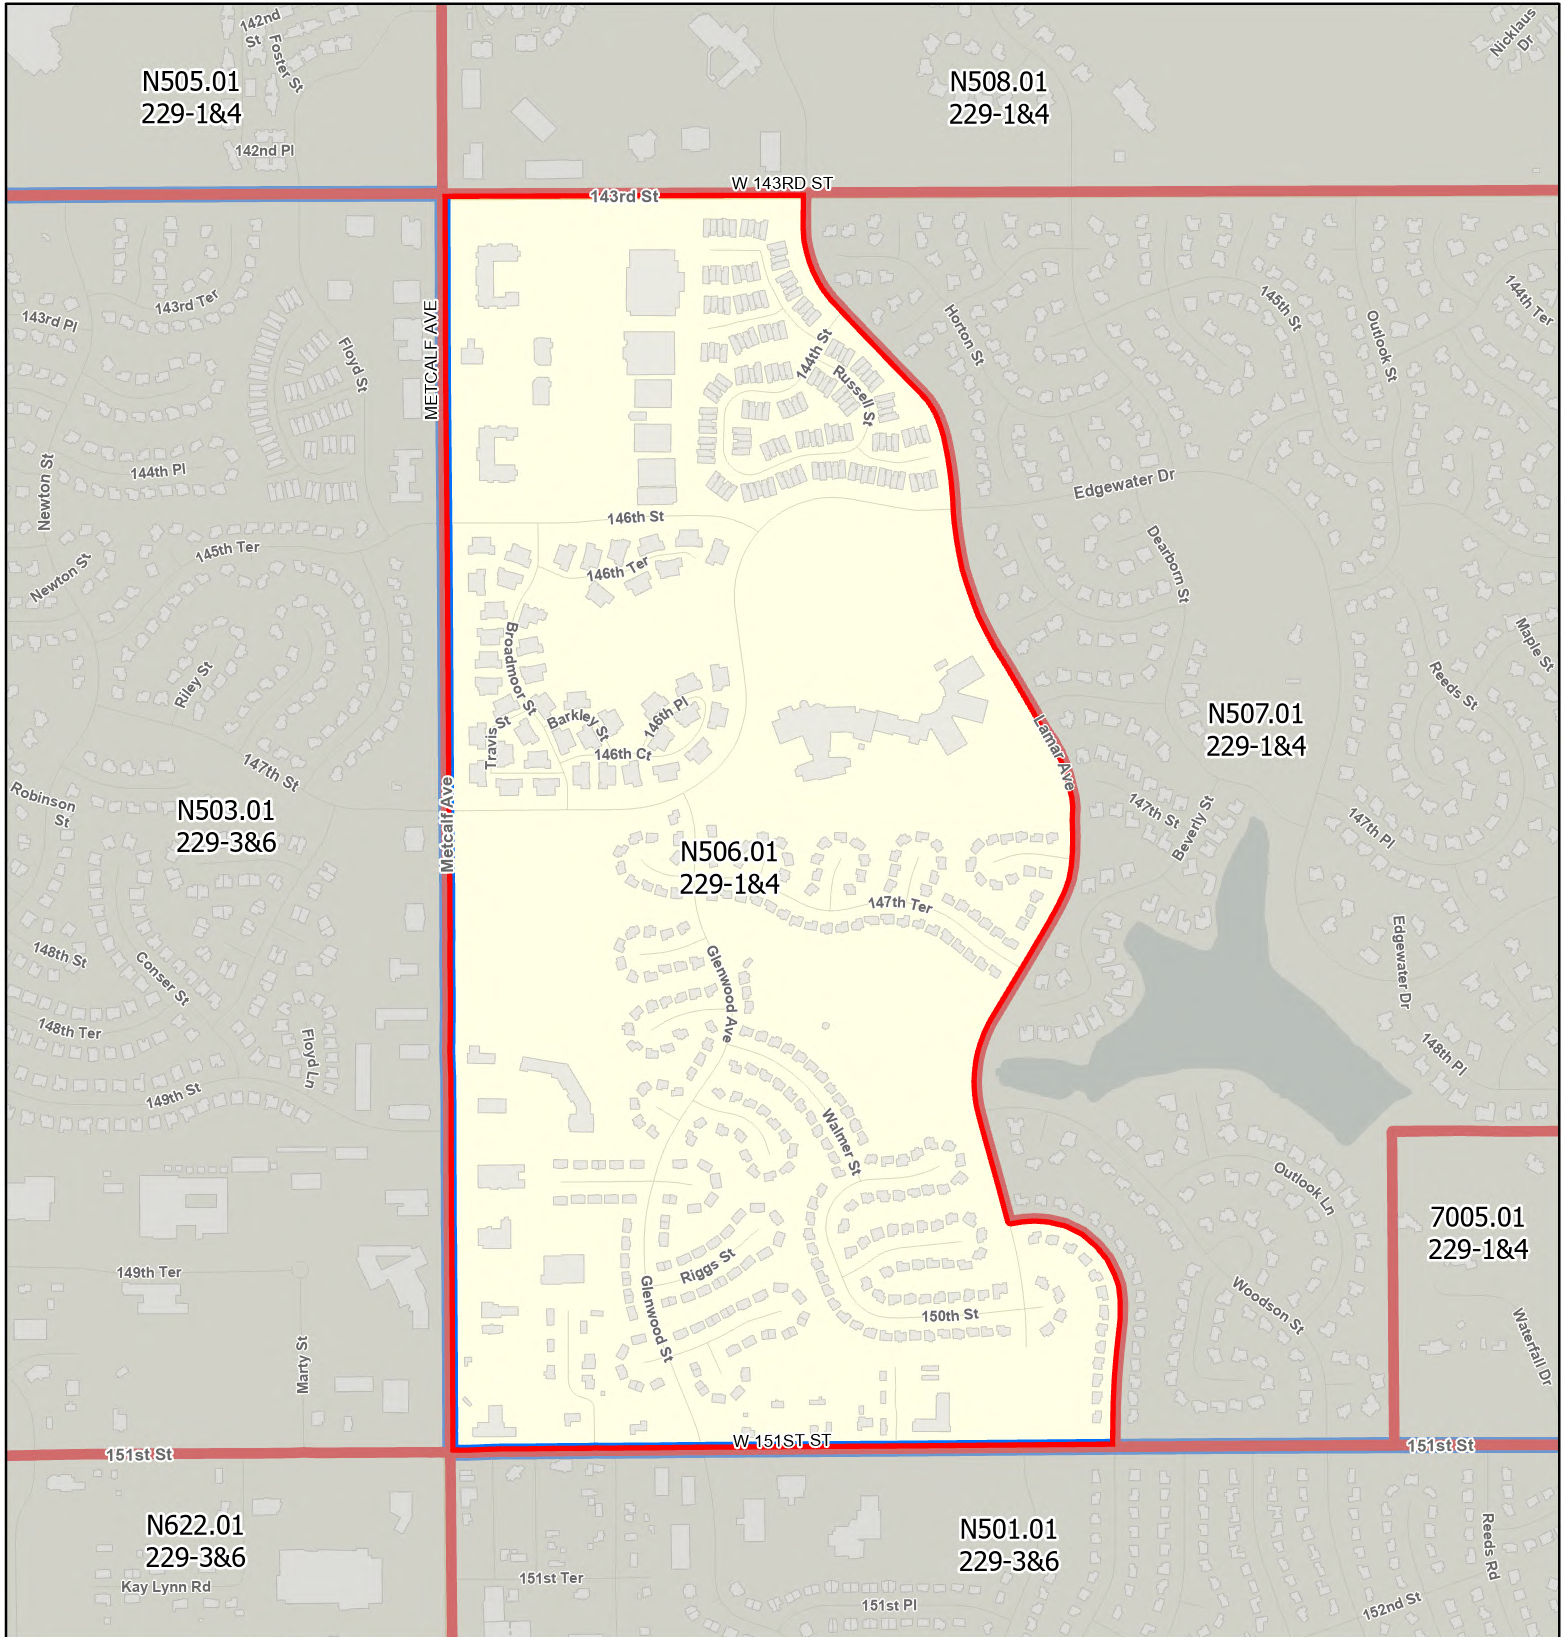 142nd
St
Foster St
Nicklaus
Dr
N505.01
229-1&4
N508.01
229-1&4
142nd Pl
W 143RD ST
143rd St
143rd Ter
143rd Pl
METCALF AVE
Floyd St
144th St
Russell St
Horton St
145th St
Outlook St
144th Ter
144th Pl
Newton St
Edgewater Dr
146th St
145th Ter
Newton St
146th Ter
Dearborn St
Broadmoor St
Maple St
Riley St
Reeds St
Travis St
Barkley St
146th Pl
146th Ct
Lamar Ave
N507.01
229-1&4
147th St
Robinson
St
Metcalf Ave
N503.01
229-3&6
147th St
Beverly St
147th Pl
N506.01
229-1&4
147th Ter
148th St
Conser St
Glenwood Ave
Edgewater Dr
148th Ter
Floyd Ln
148th Pl
149th St
Walmer St
Outlook Ln
7005.01
229-1&4
149th Ter
Riggs St
Glenwood St
150th St
Woodson St
Waterfall Dr
Marty St
151st St
W 151ST ST
151st St
N622.01
229-3&6
N501.01
229-3&6
Reeds Rd
Kay Lynn Rd
151st Ter
151st Pl
152nd St